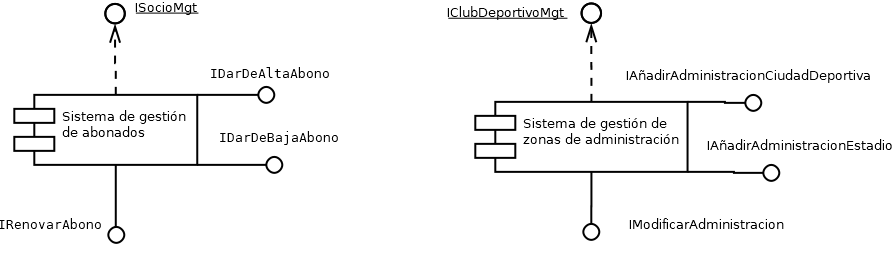 ISocioMgt
IDarDeAltaAbono
Sistema de gestión
de abonados
IDarDeBajaAbono
IRenovarAbono
IClubDeportivoMgt
IAñadirAdministracionCiudadDeportiva
Sistema de gestión de
zonas de administración
IAñadirAdministracionEstadio
IModificarAdministracion